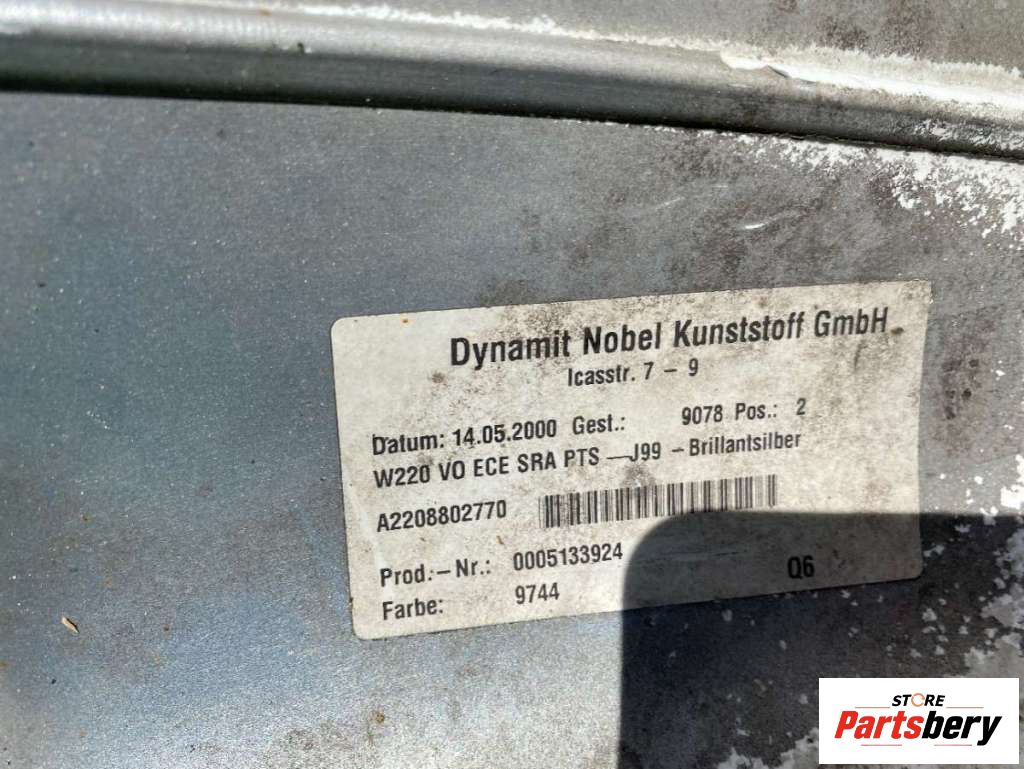 Dynamit Nobel Kunststoff GmbH
Icasstr. 7 - 9
Datum: 14.05.2000 Gest.: 9078 Pos.: 2
W220 VO ECE SRA PTS —J99 -Brillantsilber
A2208802770
Prod.-Nr.: 0005133924
Farbe: 9744 Q6
STORE
Partsbery